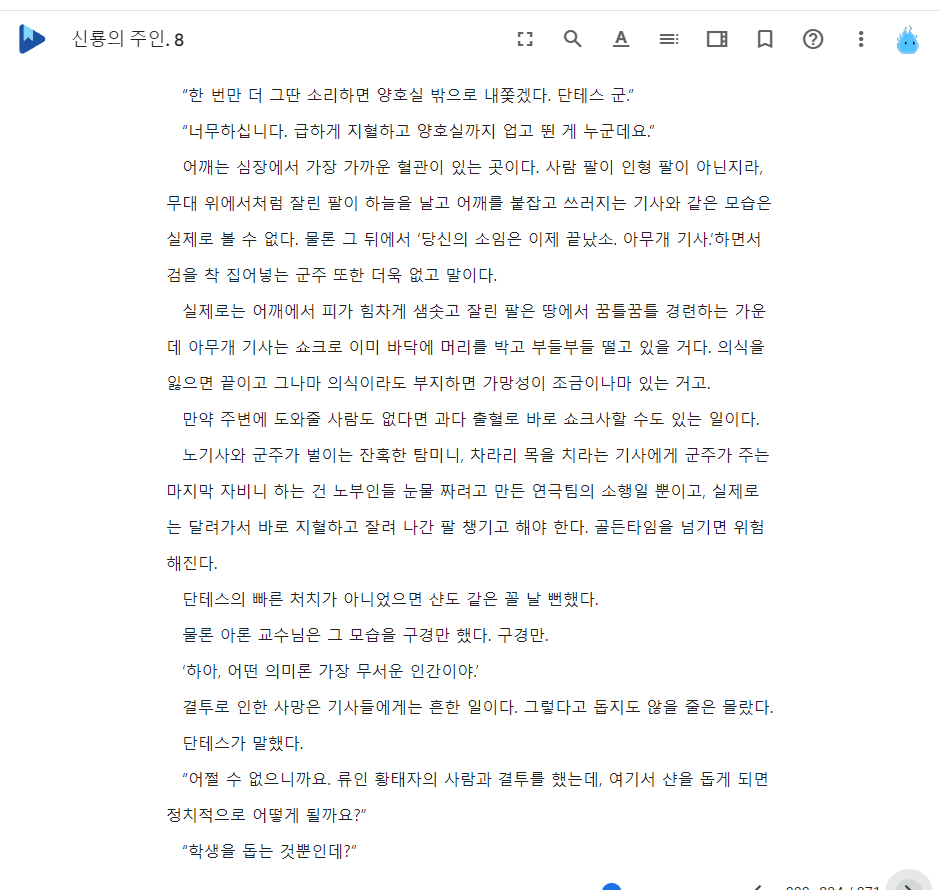 신룡의 주인. 8
“한 번만 더 그딴 소리하면 양호실 밖으로 내쫓겠다. 단테스 군.”
“너무하십니다. 급하게 지혈하고 양호실까지 업고 뛴 게 누군데요.”
어깨는 심장에서 가장 가까운 혈관이 있는 곳이다. 사람 팔이 인형 팔이 아닌지라,
무대 위에서처럼 잘린 팔이 하늘을 날고 어깨를 붙잡고 쓰러지는 기사와 같은 모습은
실제로 볼 수 없다. 물론 그 뒤에서 ‘당신의 소임은 이제 끝났소. 아무개 기사.’하면서
검을 착 집어넣는 군주 또한 더욱 없고 말이다.
실제로는 어깨에서 피가 힘차게 샘솟고 잘린 팔은 땅에서 꿈틀꿈틀 경련하는 가운
데 아무개 기사는 쇼크로 이미 바닥에 머리를 박고 부들부들 떨고 있을 거다. 의식을
잃으면 끝이고 그나마 의식이라도 부지하면 가망성이 조금이나마 있는 거고.
만약 주변에 도와줄 사람도 없다면 과다 출혈로 바로 쇼크사할 수도 있는 일이다.
노기사와 군주가 벌이는 잔혹한 탐미니, 차라리 목을 치라는 기사에게 군주가 주는
마지막 자비니 하는 건 노부인들 눈물 짜려고 만든 연극팀의 소행일 뿐이고, 실제로
는 달려가서 바로 지혈하고 잘려 나간 팔 챙기고 해야 한다. 골든타임을 넘기면 위험
해진다.
단테스의 빠른 처치가 아니었으면 샨도 같은 꼴 날 뻔했다.
물론 아론 교수님은 그 모습을 구경만 했다. 구경만.
‘하아, 어떤 의미론 가장 무서운 인간이야.’
결투로 인한 사망은 기사들에게는 흔한 일이다. 그렇다고 돕지도 않을 줄은 몰랐다.
단테스가 말했다.
“어쩔 수 없으니까요. 류인 황태자의 사람과 결투를 했는데, 여기서 샨을 돕게 되면
정치적으로 어떻게 될까요?”
“학생을 돕는 것뿐인데?”